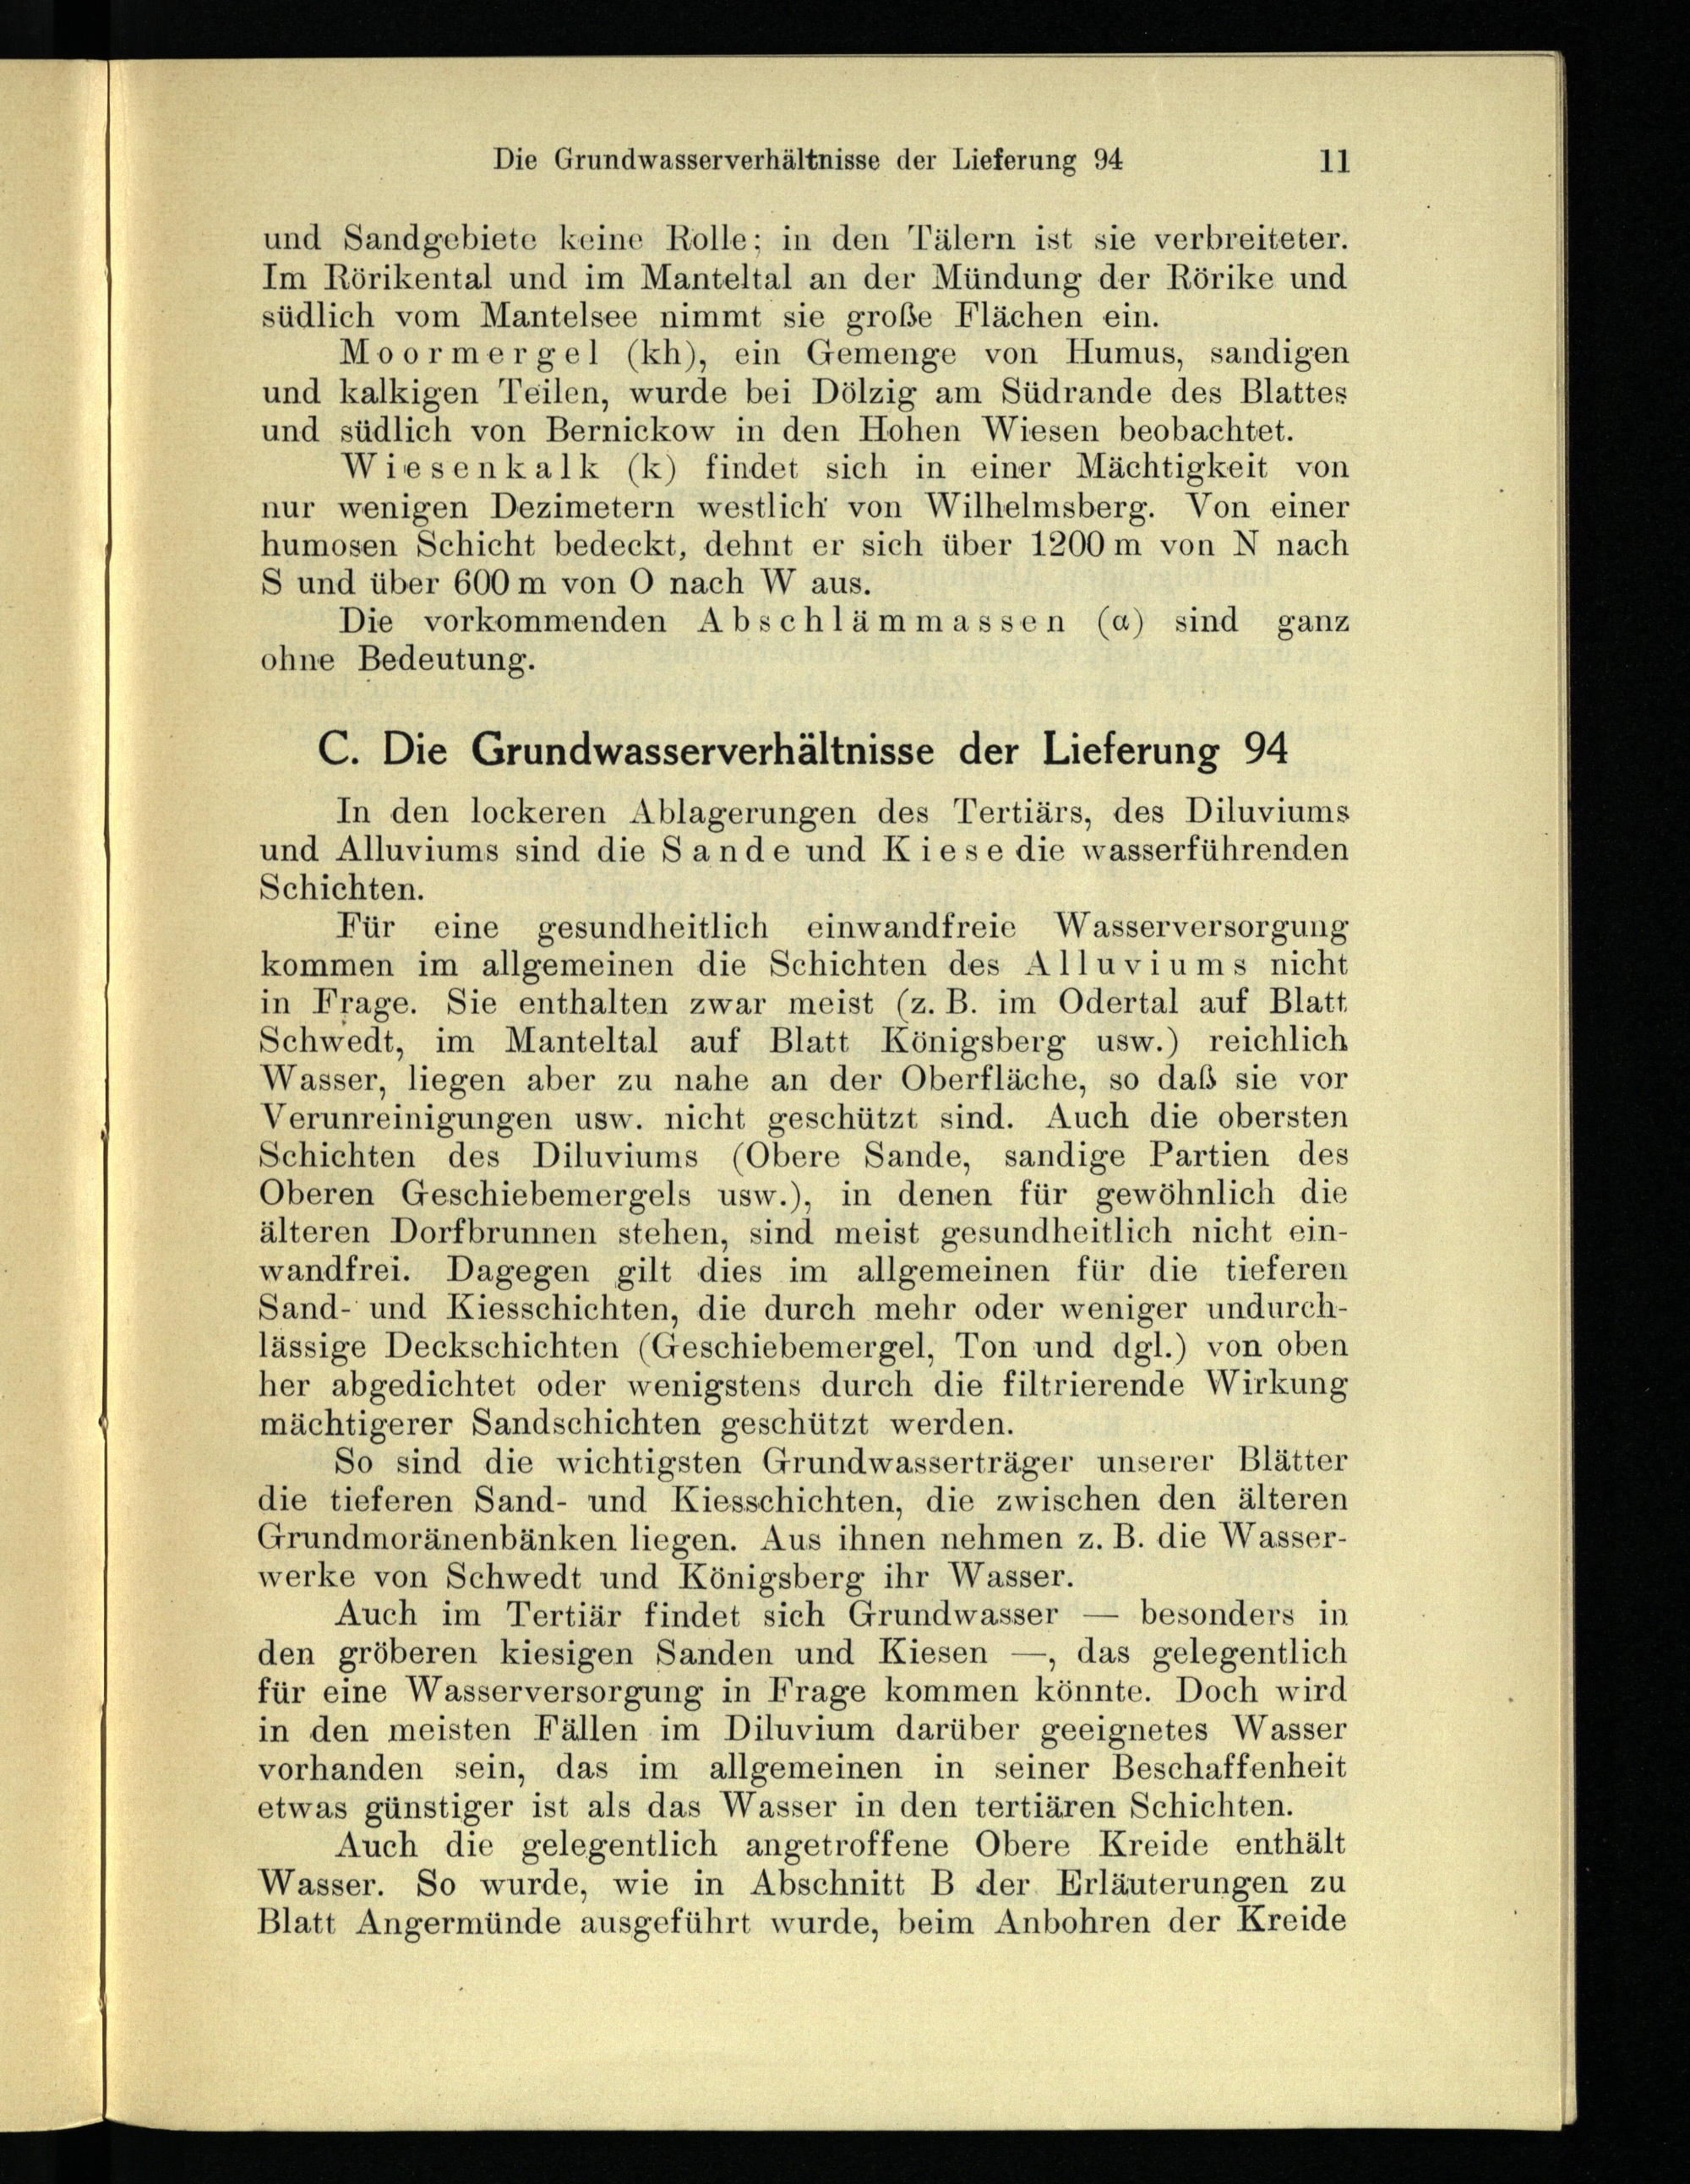 Die Grundwasserverhältnisse der Lieferung 94 11
und Sandgebiete keine Rolle; in den Tälern ist sie verbreiteter.
Im Rörikental und im Manteltal an der Mündung der Rörike und
südlich vom Mantelsee nimmt sie große Flächen ein.
Moormergel (kh), ein Gemenge von Humus, sandigen
und kalkigen Teilen, wurde bei Dölzig am Südrande des Blattes
und südlich von Bernickow in den Hohen Wiesen beobachtet.
Wiesenkalk (k) findet sich in einer Mächtigkeit von
nur wenigen Dezimetern westlich von Wilhelmsberg. Von einer
humosen Schicht bedeckt, dehnt er sich über 1200 m von N nach
S und über 600 m von O nach W aus.
Die vorkommenden Abschlämmassen (α) sind ganz
ohne Bedeutung.
C. Die Grundwasserverhältnisse der Lieferung 94
In den lockeren Ablagerungen des Tertiärs, des Diluviums
und Alluviums sind die Sande und Kiese die wasserführenden
Schichten.
Für eine gesundheitlich einwandfreie Wasserversorgung
kommen im allgemeinen die Schichten des Alluviums nicht
in Frage. Sie enthalten zwar meist (z. B. im Odertal auf Blatt
Schwedt, im Manteltal auf Blatt Königsberg usw.) reichlich
Wasser, liegen aber zu nahe an der Oberfläche, so daß sie vor
Verunreinigungen usw. nicht geschützt sind. Auch die obersten
Schichten des Diluviums (Obere Sande, sandige Partien des
Oberen Geschiebemergels usw.), in denen für gewöhnlich die
älteren Dorfbrunnen stehen, sind meist gesundheitlich nicht ein-
wandfrei. Dagegen gilt dies im allgemeinen für die tieferen
Sand- und Kiesschichten, die durch mehr oder weniger undurch-
lässige Deckschichten (Geschiebemergel, Ton und dgl.) von oben
her abgedichtet oder wenigstens durch die filtrierende Wirkung
mächtigerer Sandschichten geschützt werden.
So sind die wichtigsten Grundwasserträger unserer Blätter
die tieferen Sand- und Kiesschichten, die zwischen den älteren
Grundmoränenbänken liegen. Aus ihnen nehmen z. B. die Wasser-
werke von Schwedt und Königsberg ihr Wasser.
Auch im Tertiär findet sich Grundwasser — besonders in
den gröberen kiesigen Sanden und Kiesen —, das gelegentlich
für eine Wasserversorgung in Frage kommen könnte. Doch wird
in den meisten Fällen im Diluvium darüber geeignetes Wasser
vorhanden sein, das im allgemeinen in seiner Beschaffenheit
etwas günstiger ist als das Wasser in den tertiären Schichten.
Auch die gelegentlich angetroffene Obere Kreide enthält
Wasser. So wurde, wie in Abschnitt B der Erläuterungen zu
Blatt Angermünde ausgeführt wurde, beim Anbohren der Kreide